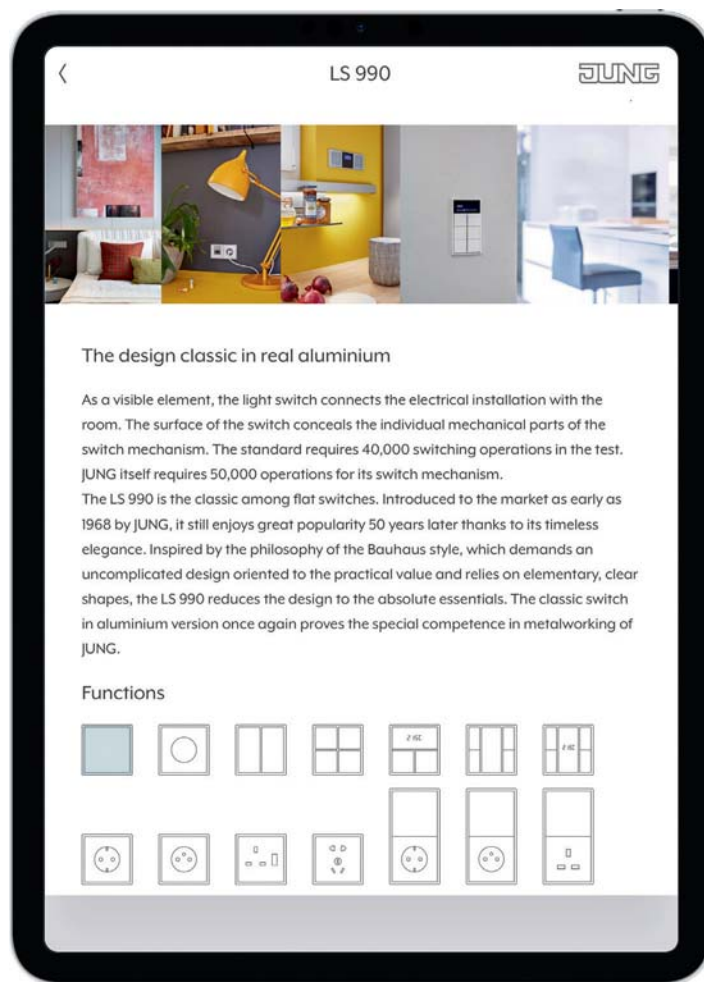 LS 990
JUNG
The design classic in real aluminium
As a visible element, the light switch connects the electrical installation with the
room. The surface of the switch conceals the individual mechanical parts of the
switch mechanism. The standard requires 40,000 switching operations in the test.
JUNG itself requires 50,000 operations for its switch mechanism.
The LS 990 is the classic among flat switches. Introduced to the market as early as
1968 by JUNG, it still enjoys great popularity 50 years later thanks to its timeless
elegance. Inspired by the philosophy of the Bauhaus style, which demands an
uncomplicated design oriented to the practical value and relies on elementary, clear
shapes, the LS 990 reduces the design to the absolute essentials. The classic switch
in aluminium version once again proves the special competence in metalworking of
JUNG.
Functions